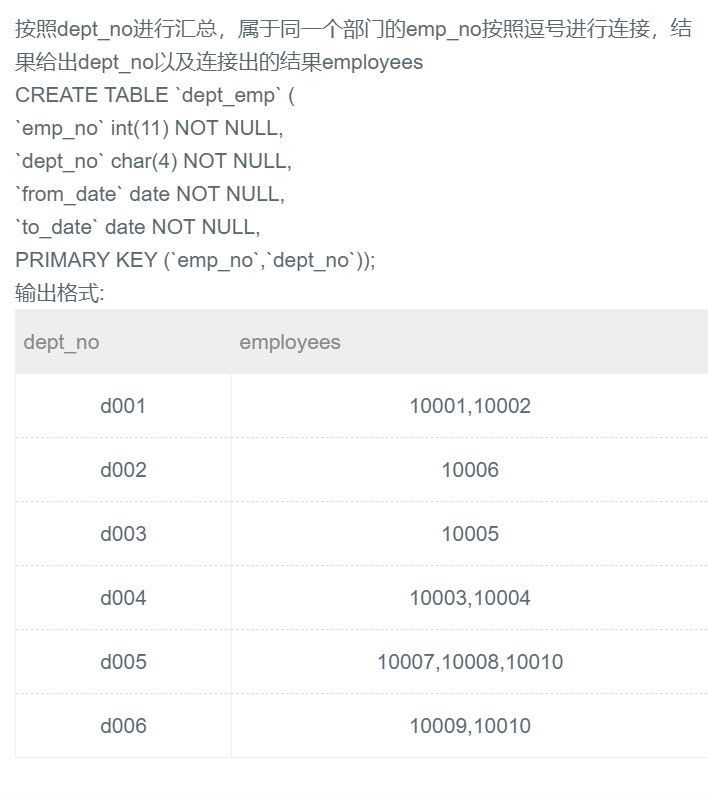 按照dept_no进行汇总，属于同一个部门的emp_no按照逗号进行连接，结
果给出dept_no以及连接出的结果employees
CREATE TABLE `dept_emp` (
`emp_no` int(11) NOT NULL,
`dept_no` char(4) NOT NULL,
`from_date` date NOT NULL,
`to_date` date NOT NULL,
PRIMARY KEY (`emp_no`,`dept_no`));
输出格式:
dept_no employees
d001 10001,10002
d002 10006
d003 10005
d004 10003,10004
d005 10007,10008,10010
d006 10009,10010